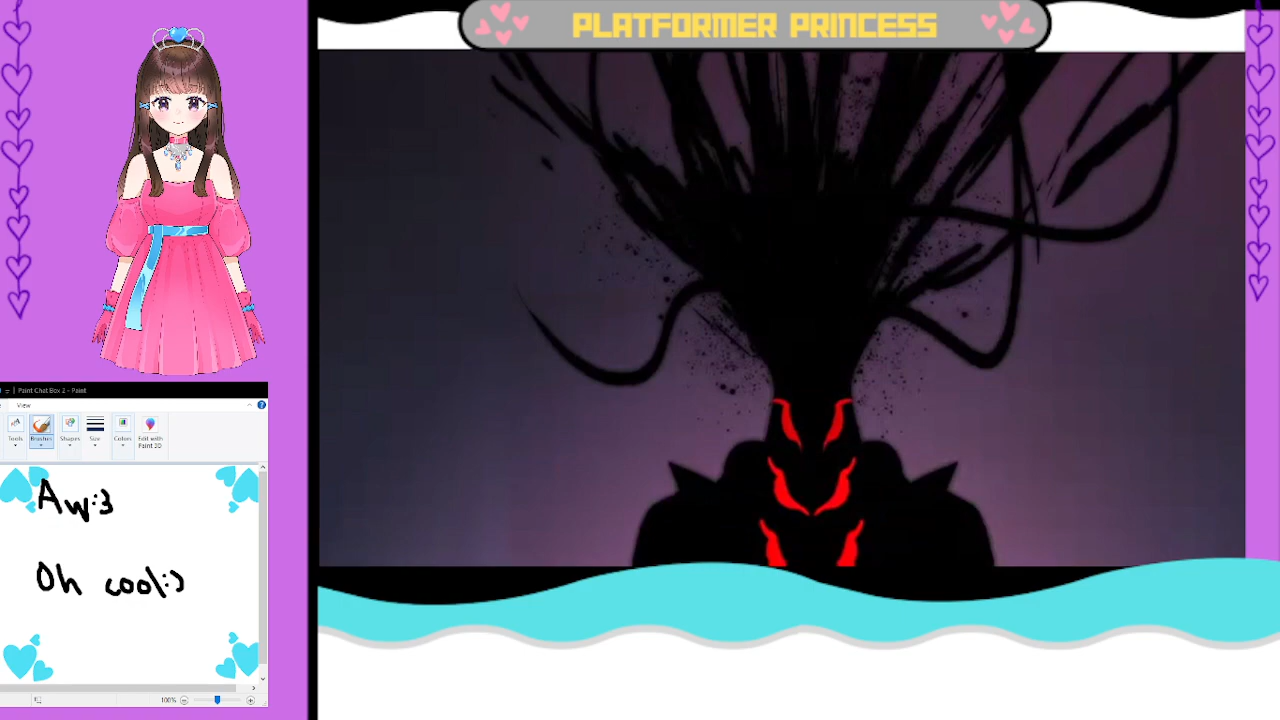 PLATFORMER PRINCESS
Paint Chat Box 2 - Paint
View
Tools
Brushes
Shapes
Size
Colors
Edit with
Paint 3D
Aw:3
Oh cool:)
100%